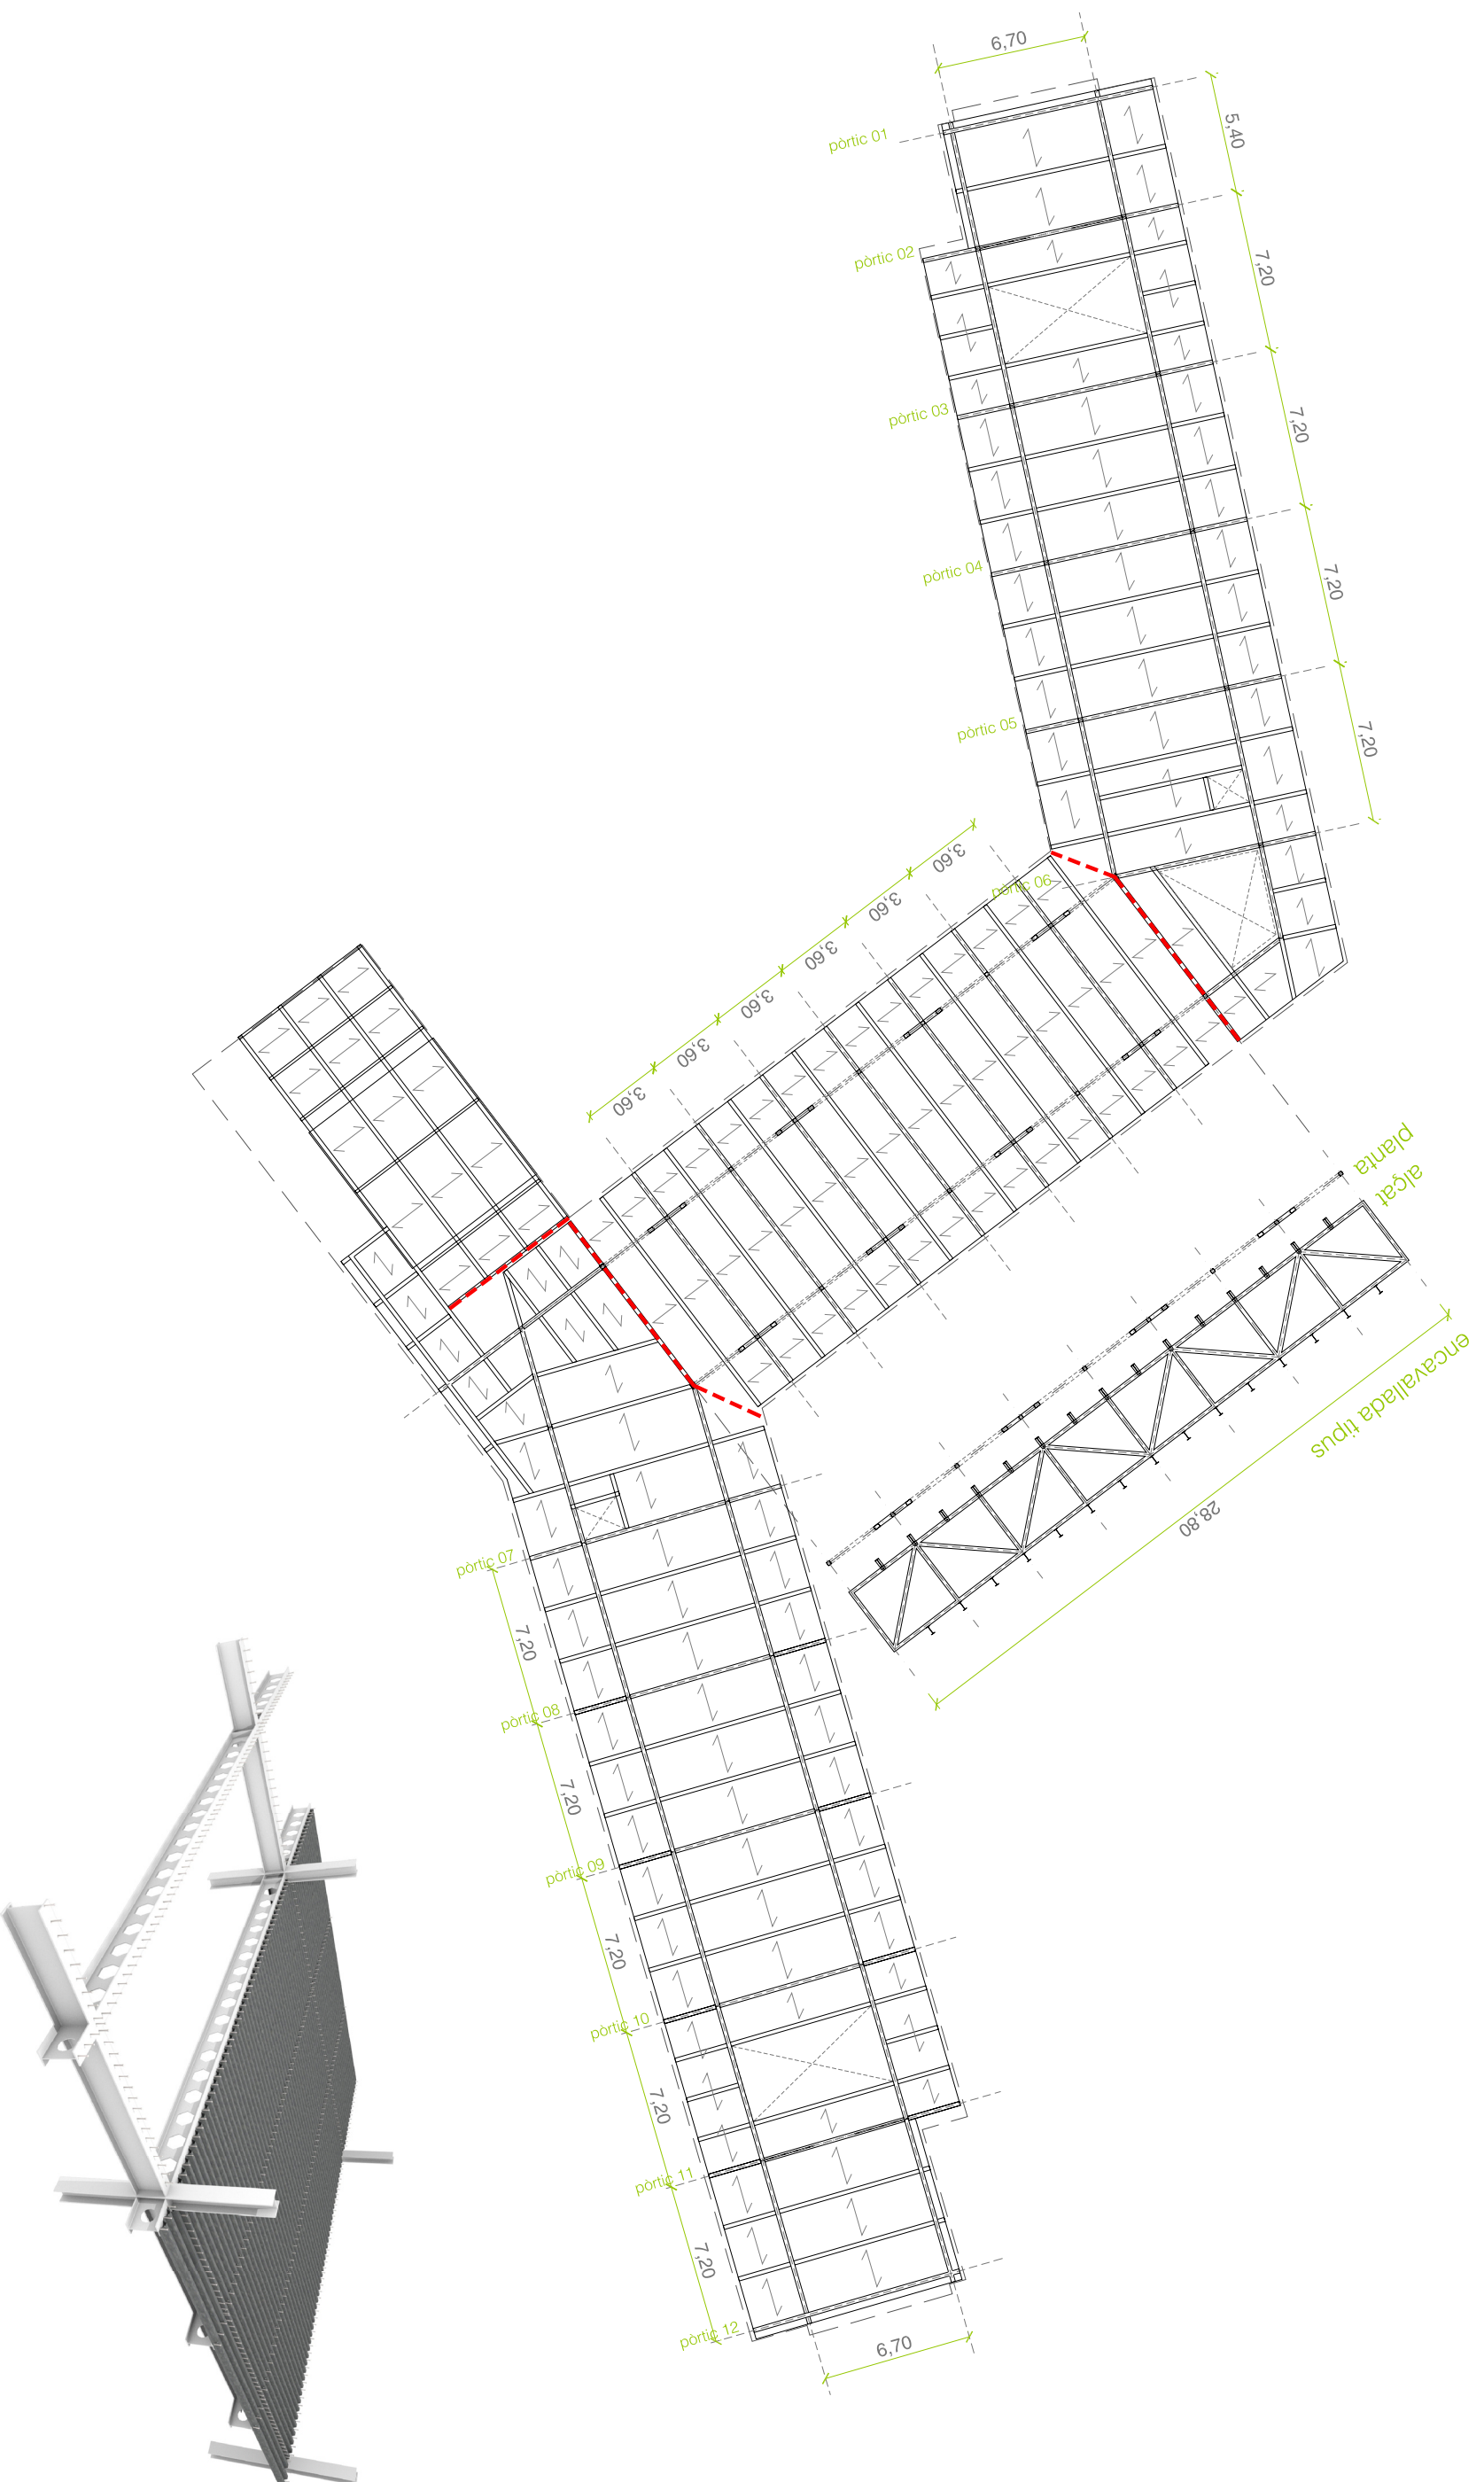 6,70
5,40
pòrtic 01
7,20
pòrtic 02
7,20
pòrtic 03
7,20
pòrtic 04
7,20
pòrtic 05
3,60
pòrtic 06
3,60
3,60
3,60
3,60
3,60
planta
alçat
encavallada tipus
28,80
pòrtic 07
7,20
pòrtic 08
7,20
pòrtic 09
7,20
pòrtic 10
7,20
pòrtic 11
7,20
pòrtic 12
6,70